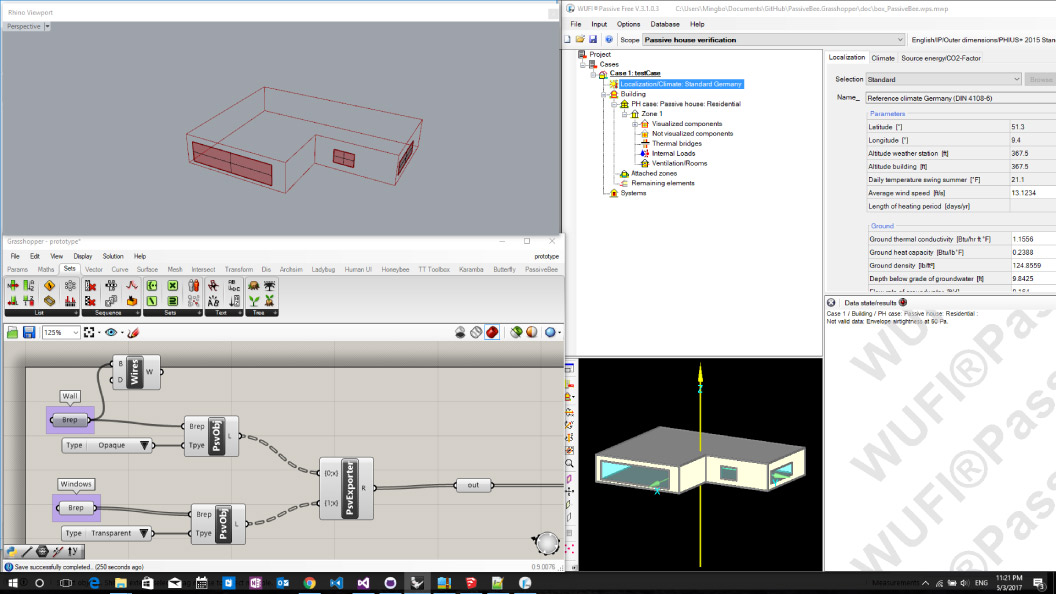 Rhino Viewport
Perspective
Grasshopper - prototype*
File Edit View Display Solution Help
prototype
Params Maths Sets Vector Curve Surface Mesh Intersect Transform Dis Archsim Ladybug Human UI Honeybee TT Toolbox Karamba Butterfly PassiveBee
List Sequence Sets Text Tree
125%
B
D
Wires
W
Wall
Brep
Type Opaque
Brep
Tpye
PsvObj
L
{0;x}
{1;x}
PsvExporter
R
out
Windows
Brep
Type Transparent
Brep
Tpye
PsvObj
L
Save successfully completed.. (250 seconds ago)
0.9.0076
WUFI® Passive Free V.3.1.0.3 C:\Users\Mingbo\Documents\GitHub\PassiveBee.Grasshopper\doc\box_PassiveBee.wps.mwp
File Input Options Database Help
Scope Passive house verification
English/IP/Outer dimensions/PHIUS+ 2015 Stan
Project
Cases
Case 1: testCase
Localization/Climate: Standard Germany
Building
PH case: Passive house: Residential
Zone 1
Visualized components
Not visualized components
Thermal bridges
Internal Loads
Ventilation/Rooms
Attached zones
Remaining elements
Systems
Localization Climate Source energy/CO2-Factor
Selection Standard Browse
Name_ Reference climate Germany (DIN 4108-6)
Parameters
Latitude [°] 51.3
Longitude [°] 9.4
Altitude weather station [ft] 367.5
Altitude building [ft] 367.5
Daily temperature swing summer [°F] 21.1
Average wind speed [ft/s] 13.1234
Length of heating period [days/yr]
Ground
Ground thermal conductivity [Btu/hr ft °F] 1.1556
Ground heat capacity [Btu/lb°F] 0.2388
Ground density [lb/ft³] 124.8559
Depth below grade of groundwater [ft] 9.8425
Data state/results
Case 1 / Building / PH case: Passive house: Residential :
Not valid data: Envelope airtightness at 50 Pa.
WUFI®Pass
WUFI®Pass
Z
X
ENG
11:21 PM
5/3/2017